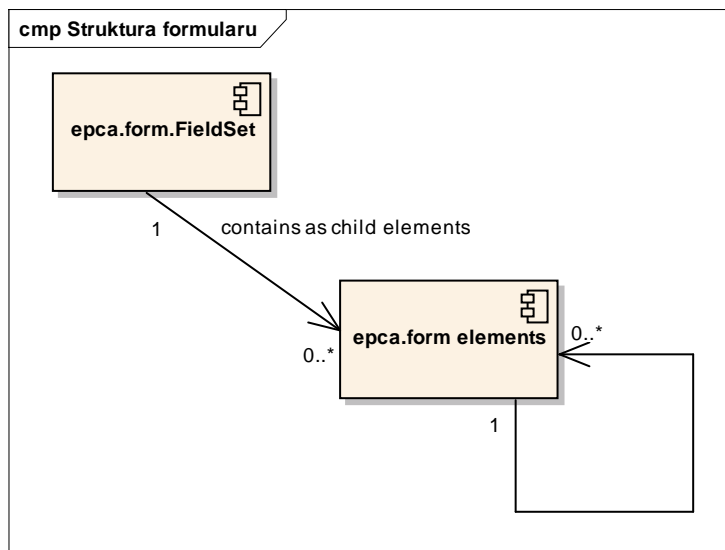 cmp Struktura formularu
epca.form.FieldSet
1
contains as child elements
0..*
epca.form elements
0..*
1